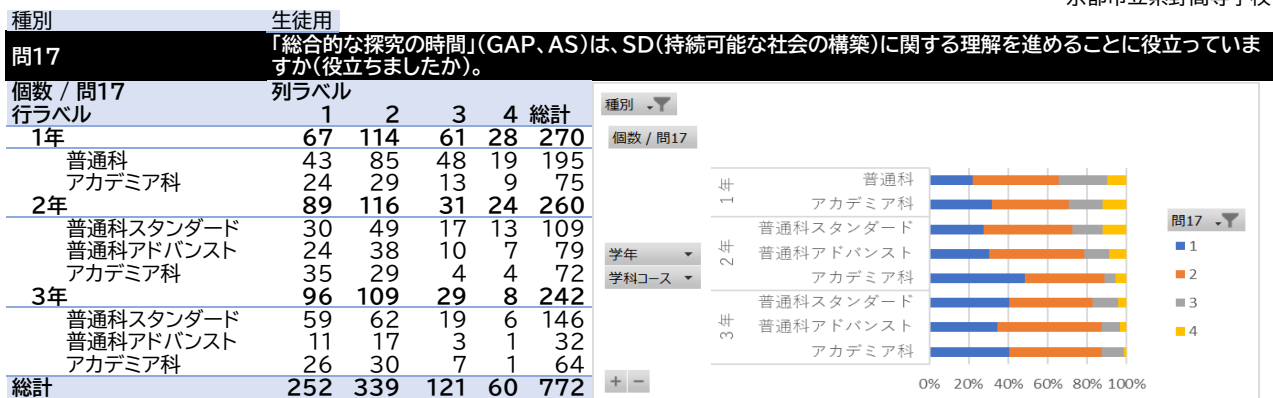 種別 生徒用
問17 「総合的な探究の時間」(GAP、AS)は、SD(持続可能な社会の構築)に関する理解を進めることに役立っていま
すか(役立ちましたか)。
個数 / 問17 列ラベル
行ラベル 1 2 3 4 総計
1年 67 114 61 28 270
普通科 43 85 48 19 195
アカデミア科 24 29 13 9 75
2年 89 116 31 24 260
普通科スタンダード 30 49 17 13 109
普通科アドバンスト 24 38 10 7 79
アカデミア科 35 29 4 4 72
3年 96 109 29 8 242
普通科スタンダード 59 62 19 6 146
普通科アドバンスト 11 17 3 1 32
アカデミア科 26 30 7 1 64
総計 252 339 121 60 772
種別
個数 / 問17
学年
学科コース
1年
普通科
アカデミア科
2年
普通科スタンダード
普通科アドバンスト
アカデミア科
3年
普通科スタンダード
普通科アドバンスト
アカデミア科
0% 20% 40% 60% 80% 100%
問17
1
2
3
4
+ −